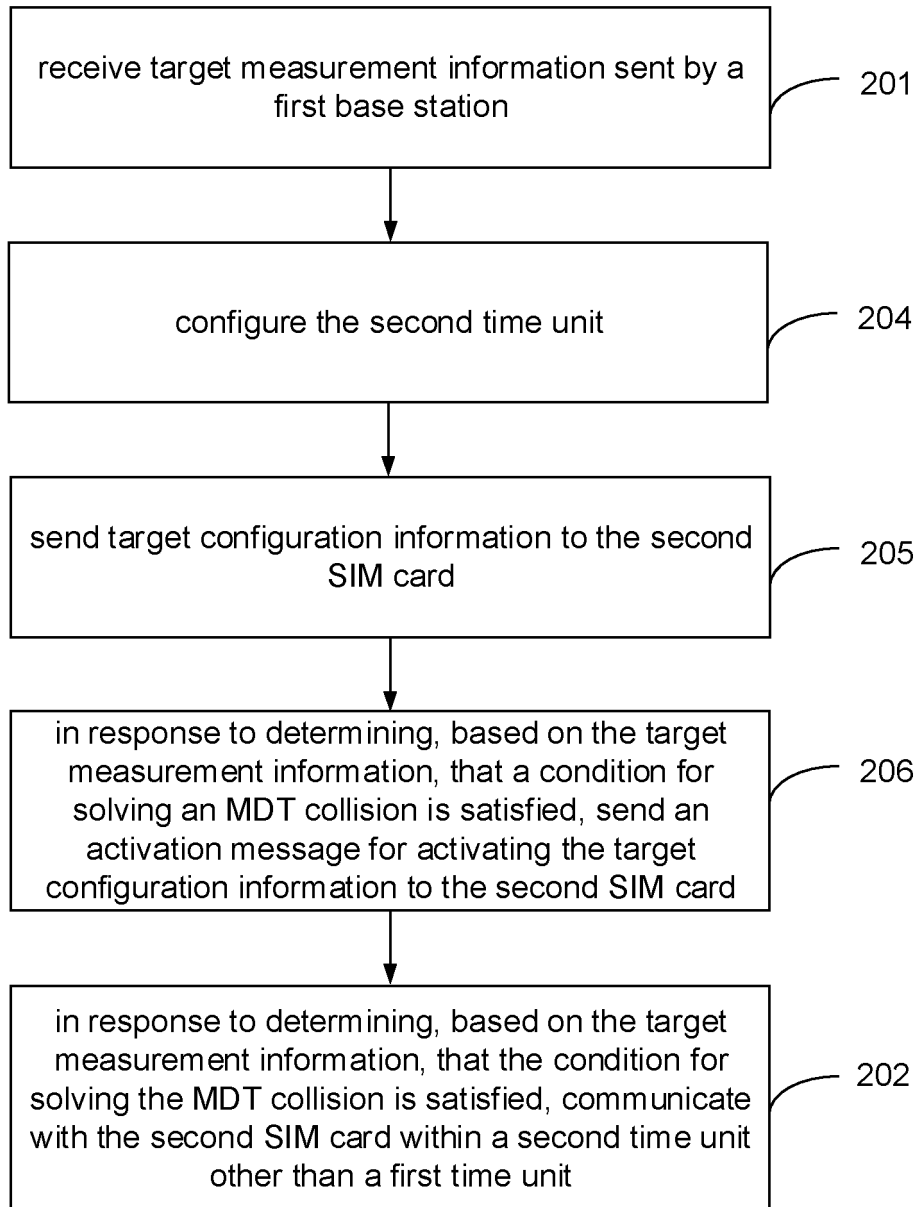 receive target measurement information sent by a
first base station
201
configure the second time unit
204
send target configuration information to the second
SIM card
205
in response to determining, based on the target
measurement information, that a condition for
solving an MDT collision is satisfied, send an
activation message for activating the target
configuration information to the second SIM card
206
in response to determining, based on the target
measurement information, that the condition for
solving the MDT collision is satisfied, communicate
with the second SIM card within a second time unit
other than a first time unit
202